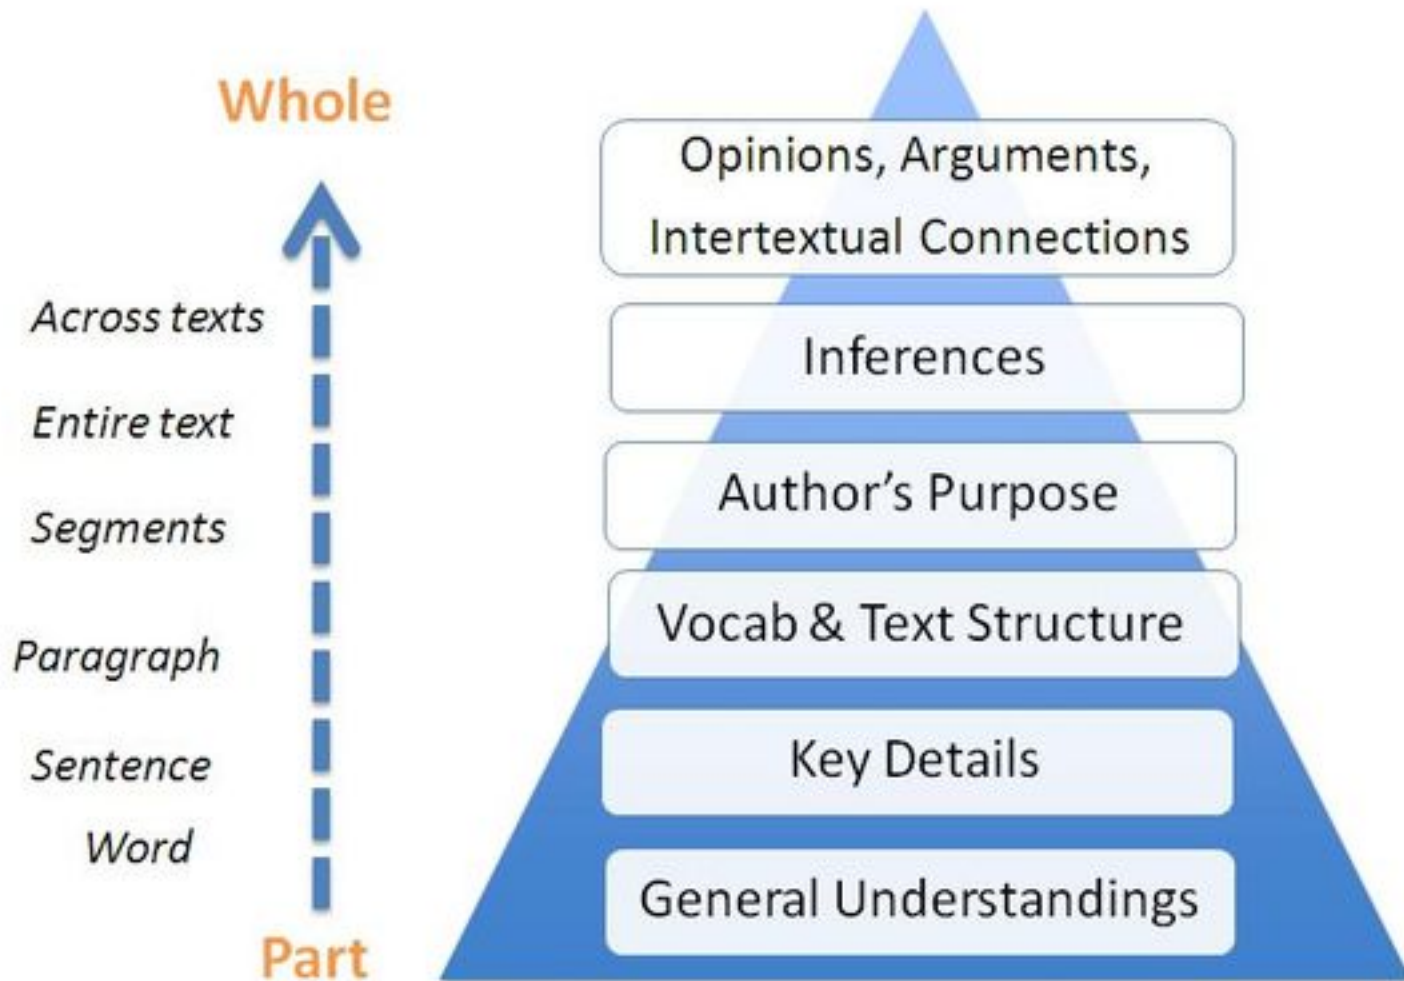 Whole
Across texts
Entire text
Segments
Paragraph
Sentence
Word
Part
Opinions, Arguments,
Intertextual Connections
Inferences
Author’s Purpose
Vocab & Text Structure
Key Details
General Understandings